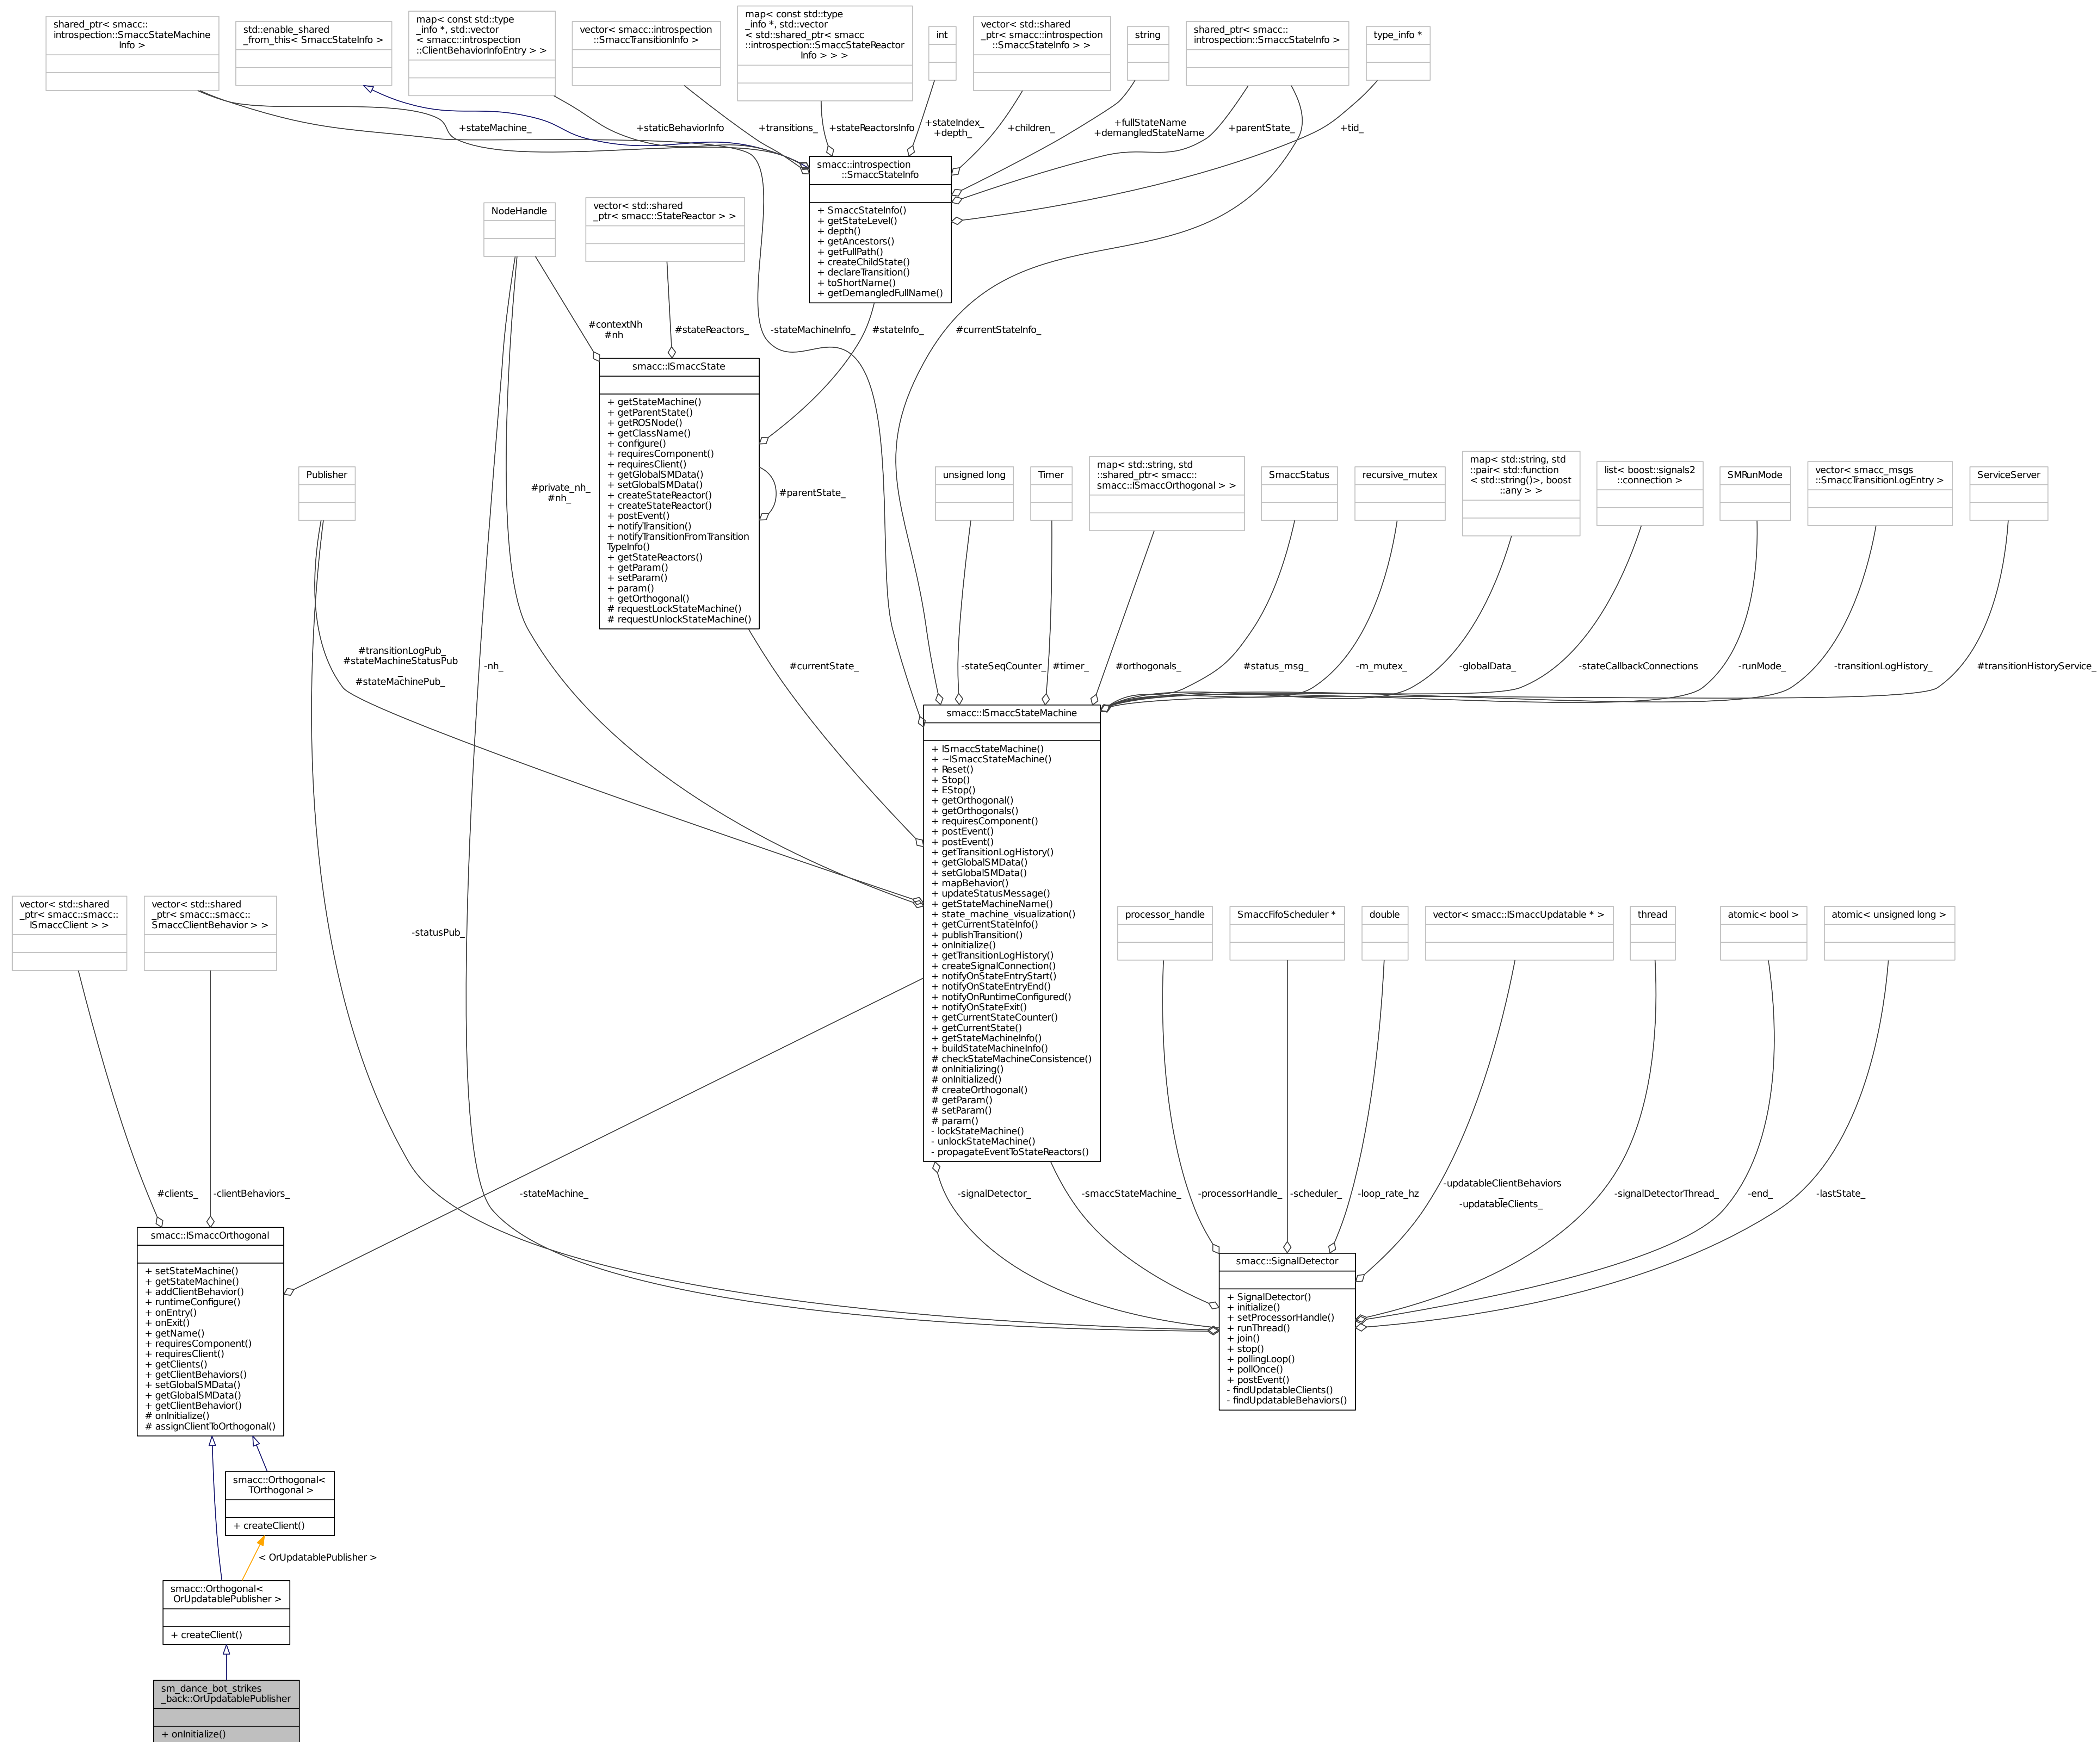 shared_ptr< smacc::
introspection::SmaccStateMachine
Info >
std::enable_shared
_from_this< SmaccStateInfo >
map< const std::type
_info *, std::vector
< smacc::introspection
::ClientBehaviorInfoEntry > >
vector< smacc::introspection
::SmaccTransitionInfo >
map< const std::type
_info *, std::vector
< std::shared_ptr< smacc
::introspection::SmaccStateReactor
Info > > >
int
vector< std::shared
_ptr< smacc::introspection
::SmaccStateInfo > >
string
shared_ptr< smacc::
introspection::SmaccStateInfo >
type_info *
+stateMachine_
+staticBehaviorInfo
+transitions_
+stateReactorsInfo
+stateIndex_
+depth_
+children_
+fullStateName
+demangledStateName
+parentState_
+tid_
smacc::introspection
::SmaccStateInfo
+ SmaccStateInfo()
+ getStateLevel()
+ depth()
+ getAncestors()
+ getFullPath()
+ createChildState()
+ declareTransition()
+ toShortName()
+ getDemangledFullName()
NodeHandle
vector< std::shared
_ptr< smacc::StateReactor > >
#contextNh
#nh
#stateReactors_
-stateMachineInfo_
#stateInfo_
#currentStateInfo_
smacc::ISmaccState
+ getStateMachine()
+ getParentState()
+ getROSNode()
+ getClassName()
+ configure()
+ requiresComponent()
+ requiresClient()
+ getGlobalSMData()
+ setGlobalSMData()
+ createStateReactor()
+ createStateReactor()
+ postEvent()
+ notifyTransition()
+ notifyTransitionFromTransition
TypeInfo()
+ getStateReactors()
+ getParam()
+ setParam()
+ param()
+ getOrthogonal()
# requestLockStateMachine()
# requestUnlockStateMachine()
#parentState_
#private_nh_
#nh_
Publisher
unsigned long
Timer
map< std::string, std
::shared_ptr< smacc::
smacc::ISmaccOrthogonal > >
SmaccStatus
recursive_mutex
map< std::string, std
::pair< std::function
< std::string()>, boost
::any > >
list< boost::signals2
::connection >
SMRunMode
vector< smacc_msgs
::SmaccTransitionLogEntry >
ServiceServer
#transitionLogPub_
#stateMachineStatusPub
_
#stateMachinePub_
-nh_
#currentState_
-stateSeqCounter_
#timer_
#orthogonals_
#status_msg_
-m_mutex_
-globalData_
-stateCallbackConnections
-runMode_
-transitionLogHistory_
#transitionHistoryService_
smacc::ISmaccStateMachine
+ ISmaccStateMachine()
+ ~ISmaccStateMachine()
+ Reset()
+ Stop()
+ EStop()
+ getOrthogonal()
+ getOrthogonals()
+ requiresComponent()
+ postEvent()
+ postEvent()
+ getTransitionLogHistory()
+ getGlobalSMData()
+ setGlobalSMData()
+ mapBehavior()
+ updateStatusMessage()
+ getStateMachineName()
+ state_machine_visualization()
+ getCurrentStateInfo()
+ publishTransition()
+ onInitialize()
+ getTransitionLogHistory()
+ createSignalConnection()
+ notifyOnStateEntryStart()
+ notifyOnStateEntryEnd()
+ notifyOnRuntimeConfigured()
+ notifyOnStateExit()
+ getCurrentStateCounter()
+ getCurrentState()
+ getStateMachineInfo()
+ buildStateMachineInfo()
# checkStateMachineConsistence()
# onInitializing()
# onInitialized()
# createOrthogonal()
# getParam()
# setParam()
# param()
- lockStateMachine()
- unlockStateMachine()
- propagateEventToStateReactors()
vector< std::shared
_ptr< smacc::smacc::
ISmaccClient > >
vector< std::shared
_ptr< smacc::smacc::
SmaccClientBehavior > >
-statusPub_
processor_handle
SmaccFifoScheduler *
double
vector< smacc::ISmaccUpdatable * >
thread
atomic< bool >
atomic< unsigned long >
#clients_
-clientBehaviors_
-stateMachine_
-signalDetector_
-smaccStateMachine_
-processorHandle_
-scheduler_
-loop_rate_hz
-updatableClientBehaviors
_
-updatableClients_
-signalDetectorThread_
-end_
-lastState_
smacc::ISmaccOrthogonal
+ setStateMachine()
+ getStateMachine()
+ addClientBehavior()
+ runtimeConfigure()
+ onEntry()
+ onExit()
+ getName()
+ requiresComponent()
+ requiresClient()
+ getClients()
+ getClientBehaviors()
+ setGlobalSMData()
+ getGlobalSMData()
+ getClientBehavior()
# onInitialize()
# assignClientToOrthogonal()
smacc::SignalDetector
+ SignalDetector()
+ initialize()
+ setProcessorHandle()
+ runThread()
+ join()
+ stop()
+ pollingLoop()
+ pollOnce()
+ postEvent()
- findUpdatableClients()
- findUpdatableBehaviors()
smacc::Orthogonal<
TOrthogonal >
+ createClient()
< OrUpdatablePublisher >
smacc::Orthogonal<
OrUpdatablePublisher >
+ createClient()
sm_dance_bot_strikes
_back::OrUpdatablePublisher
+ onInitialize()